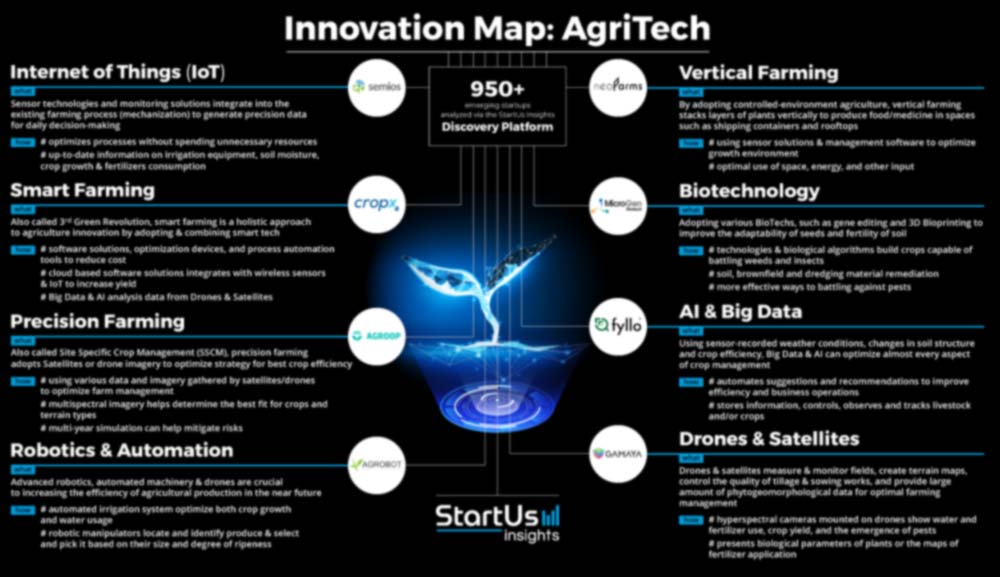 Innovation Map: AgriTech
Internet of Things (IoT)
what
Sensor technologies and monitoring solutions integrate into the
existing farming process (mechanization) to generate precision data
for daily decision-making
how
# optimizes processes without spending unnecessary resources
# up-to-date information on irrigation equipment, soil moisture,
crop growth & fertilizers consumption
semios
Smart Farming
what
Also called 3rd Green Revolution, smart farming is a holistic approach
to agriculture innovation by adopting & combining smart tech
how
# software solutions, optimization devices, and process automation
tools to reduce cost
# cloud based software solutions integrates with wireless sensors
& IoT to increase yield
# Big Data & AI analysis data from Drones & Satellites
cropx
Precision Farming
what
Also called Site Specific Crop Management (SSCM), precision farming
adopts Satellites or drone imagery to optimize strategy for best crop efficiency
how
# using various data and imagery gathered by satellites/drones
to optimize farm management
# multispectral imagery helps determine the best fit for crops and
terrain types
# multi-year simulation can help mitigate risks
AGROOP
Robotics & Automation
what
Advanced robotics, automated machinery & drones are crucial
to increasing the efficiency of agricultural production in the near future
how
# automated irrigation system optimize both crop growth
and water usage
# robotic manipulators locate and identify produce & select
and pick it based on their size and degree of ripeness
AGROBOT
950+
emerging startups
analyzed via the StartUs Insights
Discovery Platform
StartUs
insights
neofarms
Vertical Farming
what
By adopting controlled-environment agriculture, vertical farming
stacks layers of plants vertically to produce food/medicine in spaces
such as shipping containers and rooftops
how
# using sensor solutions & management software to optimize
growth environment
# optimal use of space, energy, and other input
MicroGen
Biotechnology
what
Adopting various BioTechs, such as gene editing and 3D Bioprinting to
improve the adaptability of seeds and fertility of soil
how
# technologies & biological algorithms build crops capable of
battling weeds and insects
# soil, brownfield and dredging material remediation
# more effective ways to battling against pests
fyllo
AI & Big Data
what
Using sensor-recorded weather conditions, changes in soil structure
and crop efficiency, Big Data & AI can optimize almost every aspect
of crop management
how
# automates suggestions and recommendations to improve
efficiency and business operations
# stores information, controls, observes and tracks livestock
and/or crops
GAMAYA
Drones & Satellites
what
Drones & satellites measure & monitor fields, create terrain maps,
control the quality of tillage & sowing works, and provide large
amount of phytogeomorphological data for optimal farming
management
how
# hyperspectral cameras mounted on drones show water and
fertilizer use, crop yield, and the emergence of pests
# presents biological parameters of plants or the maps of
fertilizer application